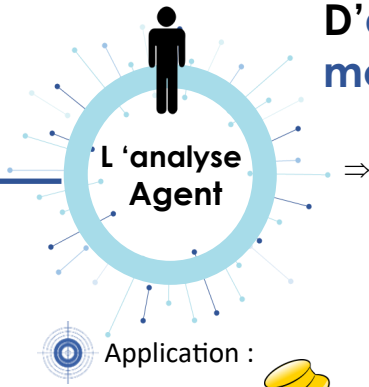 D'
L 'analyse
Agent
⇒
Application :